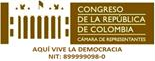 CONGRESO
DE LA REPÚBLICA
DE COLOMBIA
CÁMARA DE REPRESENTANTES
AQUÍ VIVE LA DEMOCRACIA
NIT: 899999098-0